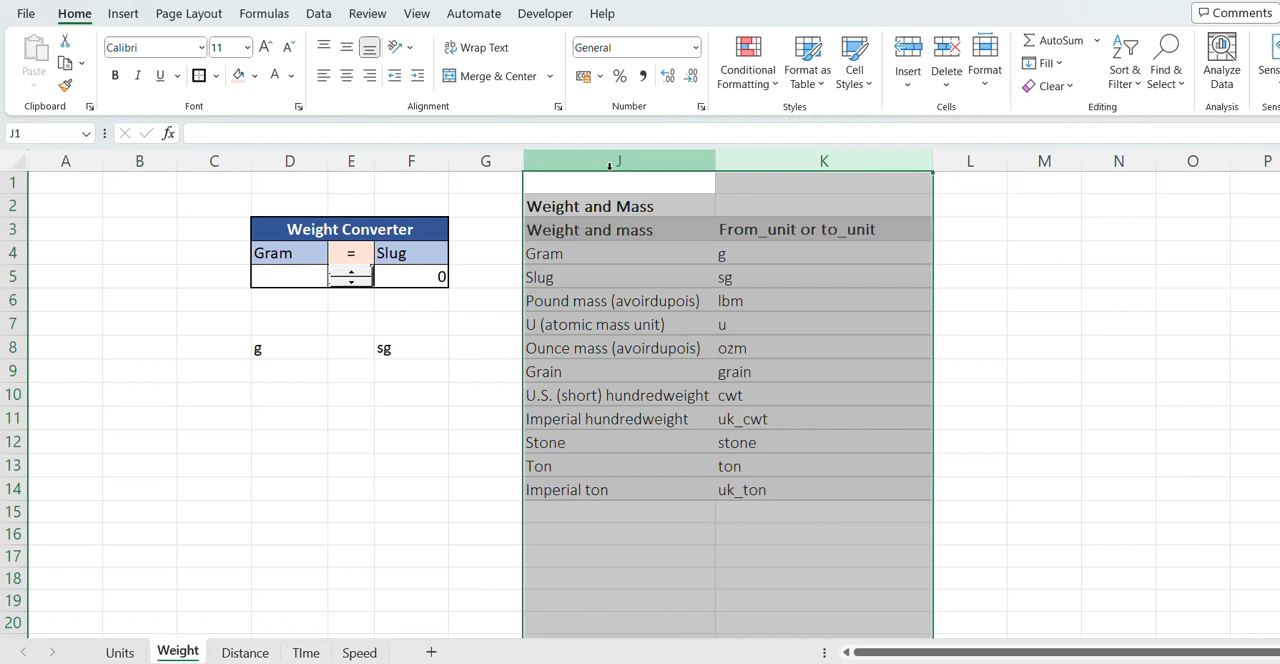 File Home Insert Page Layout Formulas Data Review View Automate Developer Help Comments
Paste
Clipboard
Calibri 11
B I U A
Font
Wrap Text
Merge & Center
Alignment
General
%
Number
Conditional Formatting
Format as Table
Cell Styles
Styles
Insert
Delete
Format
Cells
AutoSum
Fill
Clear
Sort & Filter
Find & Select
Editing
Analyze Data
Analysis
J1 fx
A B C D E F G J K L M N O P
1
2 Weight and Mass
3 Weight Converter Weight and mass From_unit or to_unit
4 Gram = Slug Gram g
5 0 Slug sg
6 Pound mass (avoirdupois) lbm
7 U (atomic mass unit) u
8 g sg Ounce mass (avoirdupois) ozm
9 Grain grain
10 U.S. (short) hundredweight cwt
11 Imperial hundredweight uk_cwt
12 Stone stone
13 Ton ton
14 Imperial ton uk_ton
15
16
17
18
19
20
Units Weight Distance TIme Speed